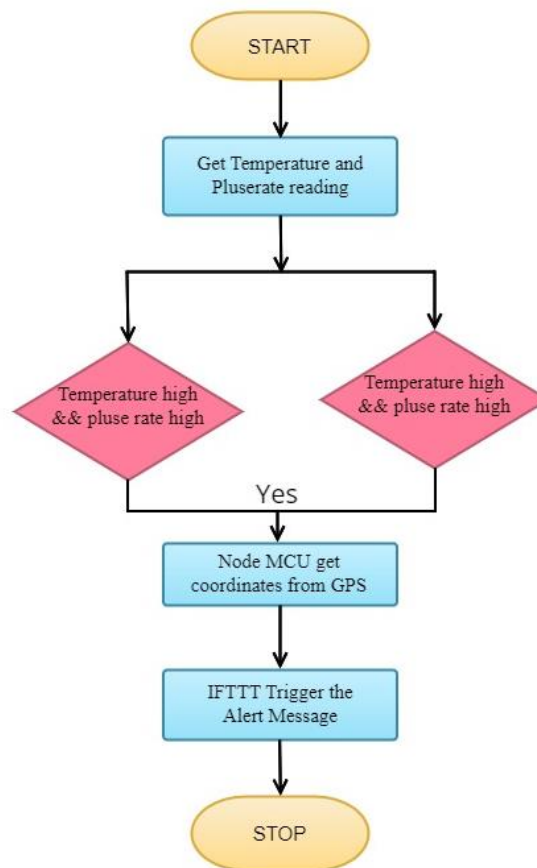 START
Get Temperature and
Pluserate reading
Temperature high
&& pluse rate high
Temperature high
&& pluse rate high
Yes
Node MCU get
coordinates from GPS
IFTTT Trigger the
Alert Message
STOP